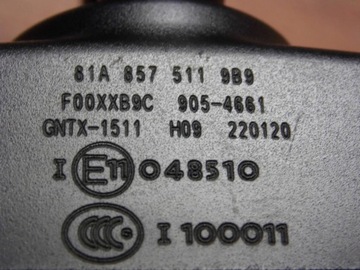 81A 857 511 9B9
F00XXB9C 905-4661
GNTX-1511 H09 220120
I E11 048510
CCC S I 100011